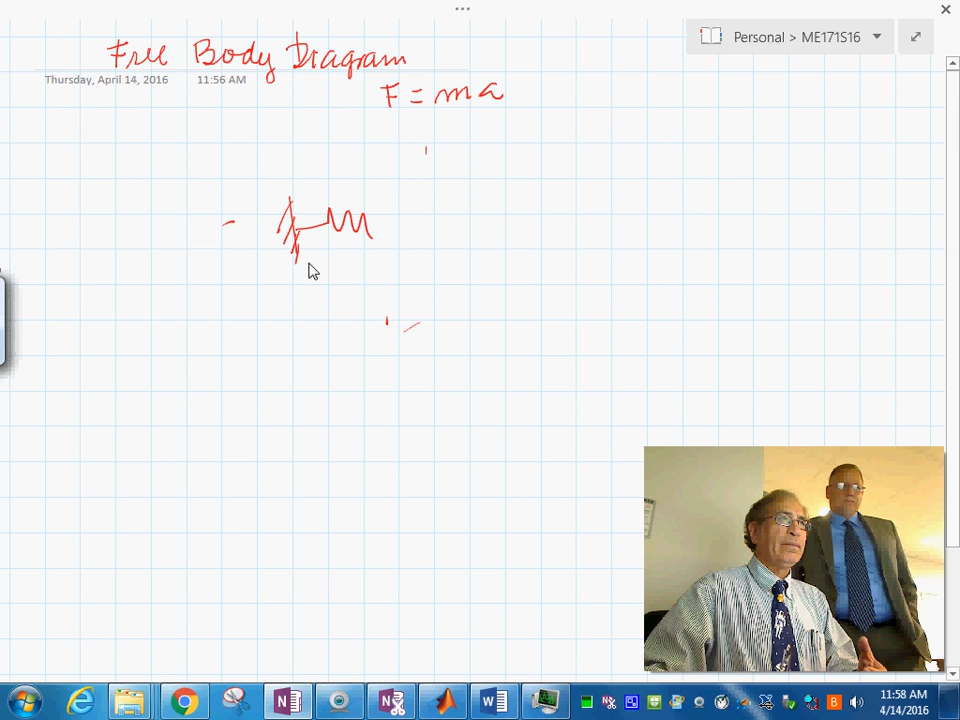 Free Body Diagram
Personal > ME171S16
Thursday, April 14, 2016 11:56 AM
F = ma
11:58 AM
4/14/2016